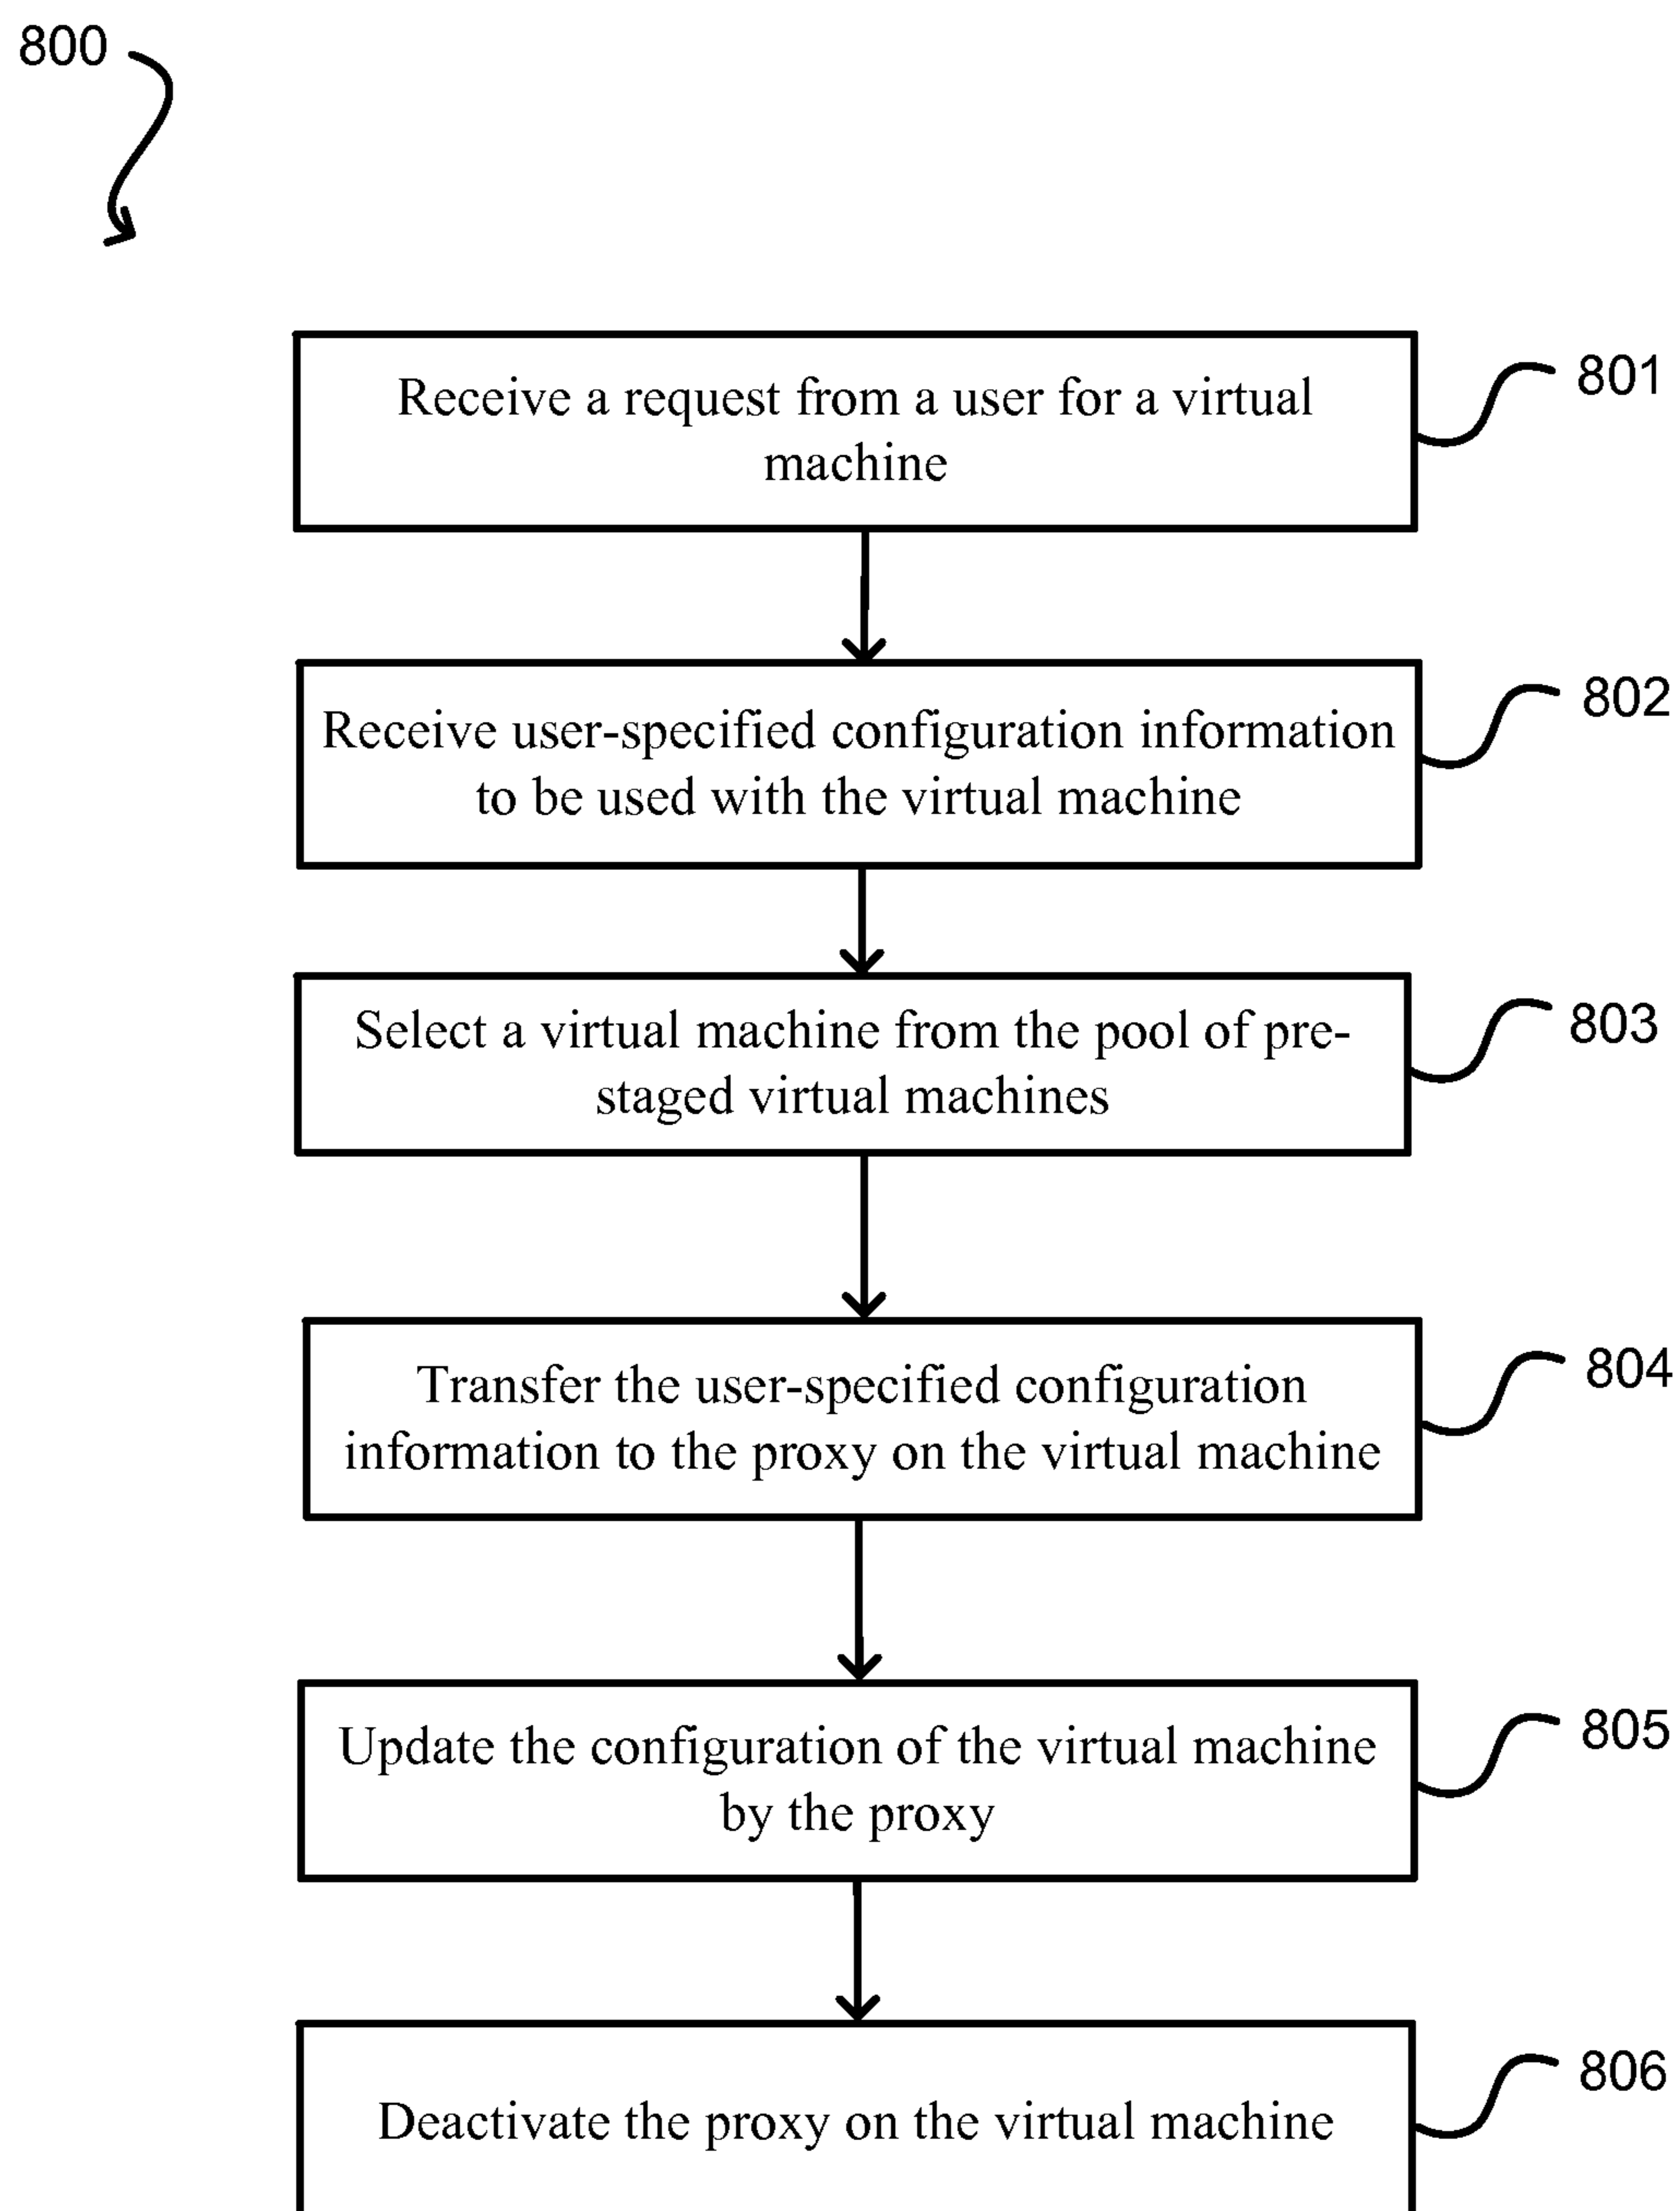 800
Receive a request from a user for a virtual
machine
801
Receive user-specified configuration information
to be used with the virtual machine
802
Select a virtual machine from the pool of pre-
staged virtual machines
803
Transfer the user-specified configuration
information to the proxy on the virtual machine
804
Update the configuration of the virtual machine
by the proxy
805
Deactivate the proxy on the virtual machine
806